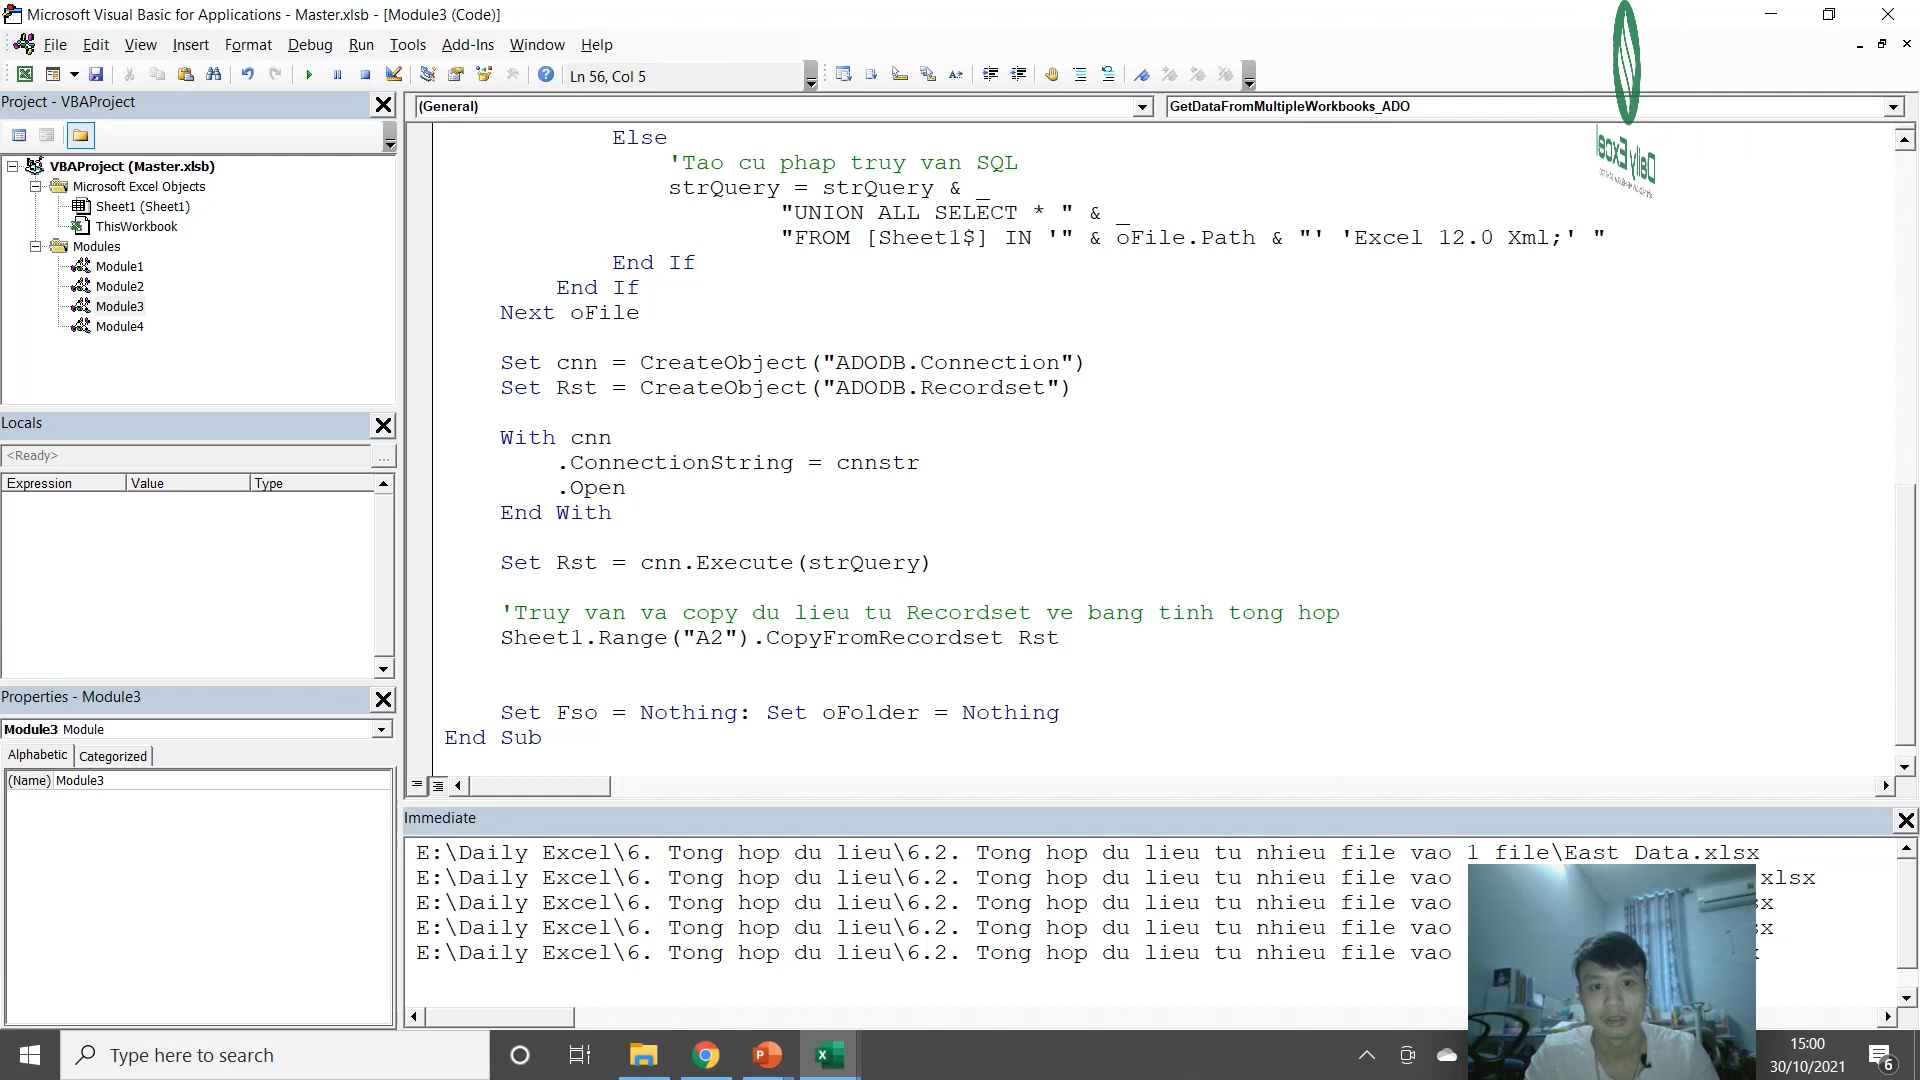 Microsoft Visual Basic for Applications - Master.xlsb - [Module3 (Code)]
File Edit View Insert Format Debug Run Tools Add-Ins Window Help
Ln 56, Col 5
Project - VBAProject
(General)
GetDataFromMultipleWorkbooks_ADO
VBAProject (Master.xlsb)
Microsoft Excel Objects
Sheet1 (Sheet1)
ThisWorkbook
Modules
Module1
Module2
Module3
Module4
Locals
<Ready>
Expression Value Type
Properties - Module3
Module3 Module
Alphabetic Categorized
(Name) Module3
Else
'Tao cu phap truy van SQL
strQuery = strQuery & _
"UNION ALL SELECT * " & _
"FROM [Sheet1$] IN '" & oFile.Path & "' 'Excel 12.0 Xml;' "
End If
End If
Next oFile
Set cnn = CreateObject("ADODB.Connection")
Set Rst = CreateObject("ADODB.Recordset")
With cnn
.ConnectionString = cnnstr
.Open
End With
Set Rst = cnn.Execute(strQuery)
'Truy van va copy du lieu tu Recordset ve bang tinh tong hop
Sheet1.Range("A2").CopyFromRecordset Rst
Set Fso = Nothing: Set oFolder = Nothing
End Sub
Immediate
E:\Daily Excel\6. Tong hop du lieu\6.2. Tong hop du lieu tu nhieu file vao 1 file\East Data.xlsx
E:\Daily Excel\6. Tong hop du lieu\6.2. Tong hop du lieu tu nhieu file vao xlsx
E:\Daily Excel\6. Tong hop du lieu\6.2. Tong hop du lieu tu nhieu file vao sx
E:\Daily Excel\6. Tong hop du lieu\6.2. Tong hop du lieu tu nhieu file vao sx
E:\Daily Excel\6. Tong hop du lieu\6.2. Tong hop du lieu tu nhieu file vao
Daily Excel
Type here to search
15:00
30/10/2021
6